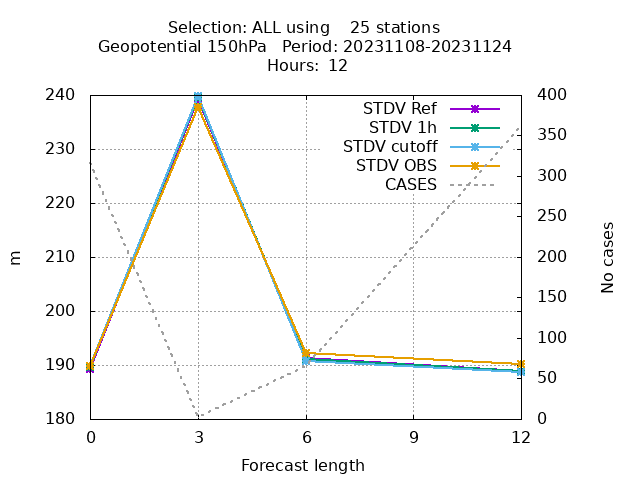 Selection: ALL using    25 stations
Geopotential 150hPa   Period: 20231108-20231124
Hours:  12
240
230
220
210
200
190
180
m
STDV Ref
STDV 1h
STDV cutoff
STDV OBS
CASES
400
350
300
250
200
150
100
50
0
No cases
0
3
6
9
12
Forecast length